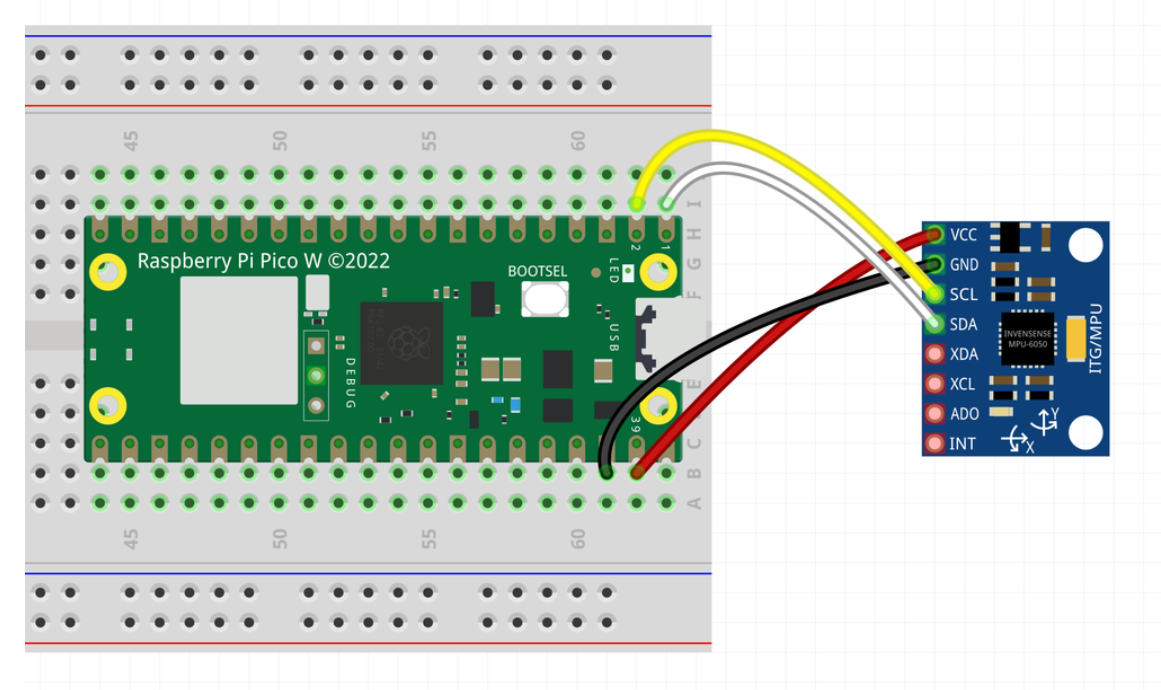 45 50 55 60
I
H
G
F
E
C
B
A
Raspberry Pi Pico W ©2022
BOOTSEL
LED
2 1
USB
DEBUG
39
45 50 55 60
VCC
GND
SCL
SDA
XDA
XCL
ADO
INT
INVENSENSE
MPU-6050
ITG/MPU
Y
X